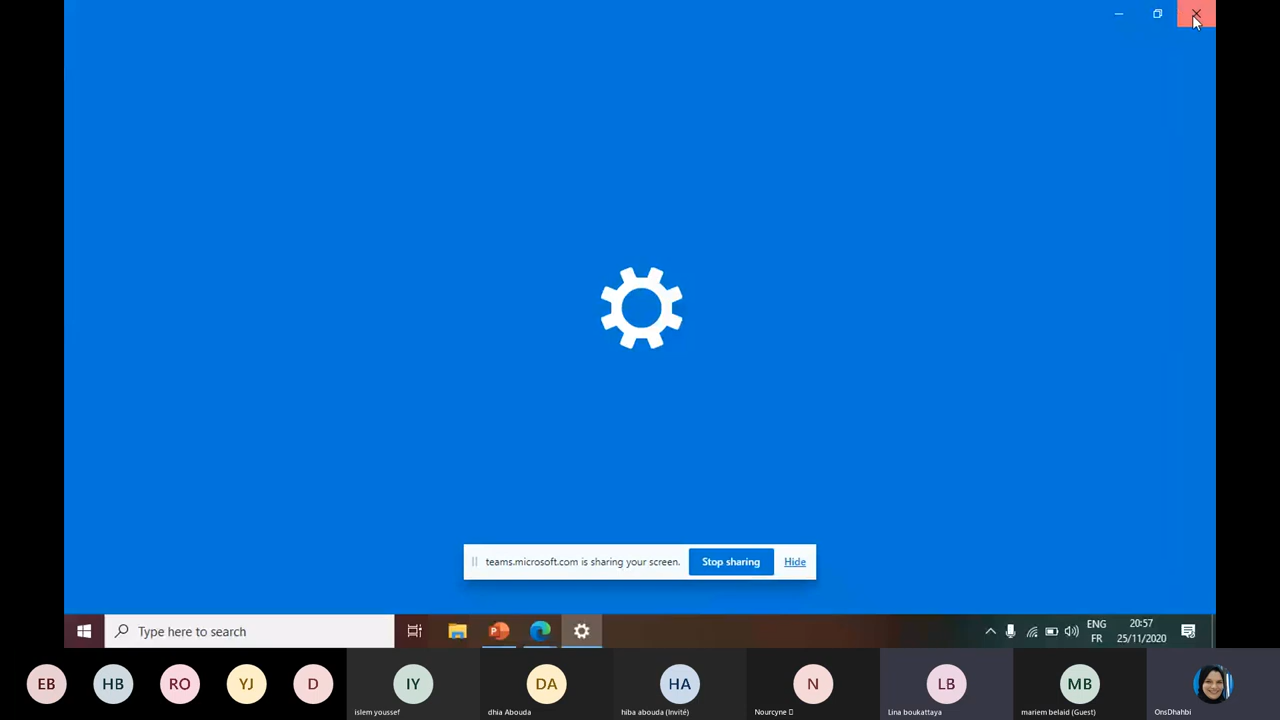 teams.microsoft.com is sharing your screen. Stop sharing Hide
Type here to search
ENG
FR
20:57
25/11/2020
EB HB RO YJ D IY DA HA N LB MB
islem youssef dhia Abouda hiba abouda (Invité) Nourcyne Lina boukattaya mariem belaid (Guest) OnsDhahbi